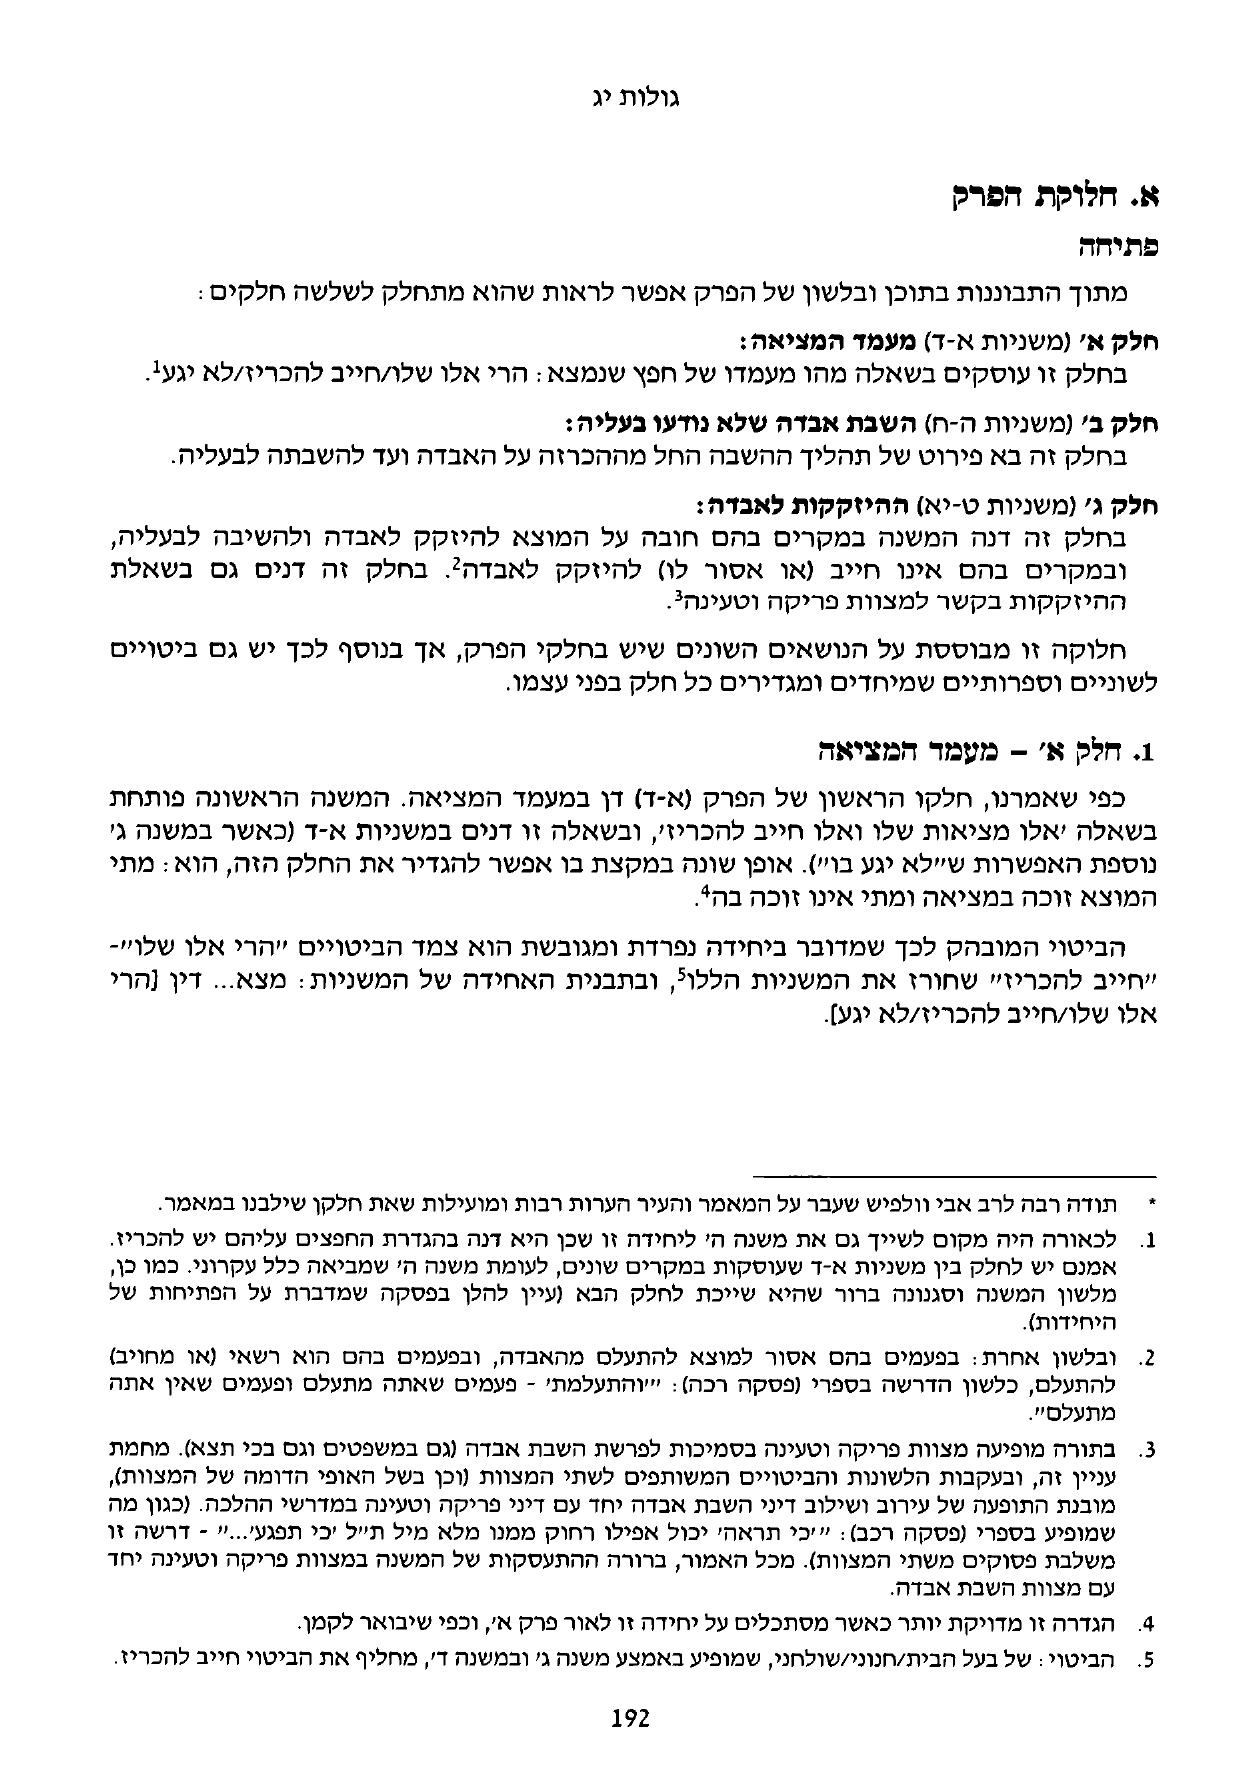 גולות יג
א. חלוקת הפרק
פתיחה
מתוך התבוננות בתוכן ובלשון של הפרק אפשר לראות שהוא מתחלק לשלשה חלקים:
חלק א' (משניות א-ד) מעמד המציאה:
בחלק זו עוסקים בשאלה מהו מעמדו של חפץ שנמצא: הרי אלו שלו/חייב להכריז/לא יגע1.
חלק ב' (משניות ה-ח) השבת אבדה שלא נודעו בעליה:
בחלק זה בא פירוט של תהליך ההשבה החל מההכרזה על האבדה ועד להשבתה לבעליה.
חלק ג' (משניות ט-יא) ההיזקקות לאבדה:
בחלק זה דנה המשנה במקרים בהם חובה על המוצא להיזקק לאבדה ולהשיבה לבעליה,
ובמקרים בהם אינו חייב (או אסור לו) להיזקק לאבדה2. בחלק זה דנים גם בשאלת
ההיזקקות בקשר למצוות פריקה וטעינה3.
חלוקה זו מבוססת על הנושאים השונים שיש בחלקי הפרק, אך בנוסף לכך יש גם ביטויים
לשוניים וספרותיים שמיחדים ומגדירים כל חלק בפני עצמו.
1. חלק א' – מעמד המציאה
כפי שאמרנו, חלקו הראשון של הפרק (א-ד) דן במעמד המציאה. המשנה הראשונה פותחת
בשאלה 'אלו מציאות שלו ואלו חייב להכריז', ובשאלה זו דנים במשניות א-ד (כאשר במשנה ג'
נוספת האפשרות ש"לא יגע בו"). אופן שונה במקצת בו אפשר להגדיר את החלק הזה, הוא: מתי
המוצא זוכה במציאה ומתי אינו זוכה בה4.
הביטוי המובהק לכך שמדובר ביחידה נפרדת ומגובשת הוא צמד הביטויים "הרי אלו שלו"-
"חייב להכריז" שחורז את המשניות הללו5, ובתבנית האחידה של המשניות: מצא... דין [הרי
אלו שלו/חייב להכריז/לא יגע].
* תודה רבה לרב אבי וולפיש שעבר על המאמר והעיר הערות רבות ומועילות שאת חלקן שילבנו במאמר.
1. לכאורה היה מקום לשייך גם את משנה ה' ליחידה זו שכן היא דנה בהגדרת החפצים עליהם יש להכריז.
אמנם יש לחלק בין משניות א-ד שעוסקות במקרים שונים, לעומת משנה ה' שמביאה כלל עקרוני. כמו כן,
מלשון המשנה וסגנונה ברור שהיא שייכת לחלק הבא (עיין להלן בפסקה שמדברת על הפתיחות של
היחידות).
2. ובלשון אחרת: בפעמים בהם אסור למוצא להתעלם מהאבדה, ובפעמים בהם הוא רשאי (או מחויב)
להתעלם, כלשון הדרשה בספרי (פסקה רכה): "'והתעלמת' - פעמים שאתה מתעלם ופעמים שאין אתה
מתעלם".
3. בתורה מופיעה מצוות פריקה וטעינה בסמיכות לפרשת השבת אבדה (גם במשפטים וגם בכי תצא). מחמת
עניין זה, ובעקבות הלשונות והביטויים המשותפים לשתי המצוות (וכן בשל האופי הדומה של המצוות),
מובנת התופעה של עירוב ושילוב דיני השבת אבדה יחד עם דיני פריקה וטעינה במדרשי ההלכה. (כגון מה
שמופיע בספרי (פסקה רכב): "'כי תראה' יכול אפילו רחוק ממנו מלא מיל ת"ל 'כי תפגע'..." - דרשה זו
משלבת פסוקים משתי המצוות). מכל האמור, ברורה ההתעסקות של המשנה במצוות פריקה וטעינה יחד
עם מצוות השבת אבדה.
4. הגדרה זו מדויקת יותר כאשר מסתכלים על יחידה זו לאור פרק א', וכפי שיבואר לקמן.
5. הביטוי: של בעל הבית/חנוני/שולחני, שמופיע באמצע משנה ג' ובמשנה ד', מחליף את הביטוי חייב להכריז.
192